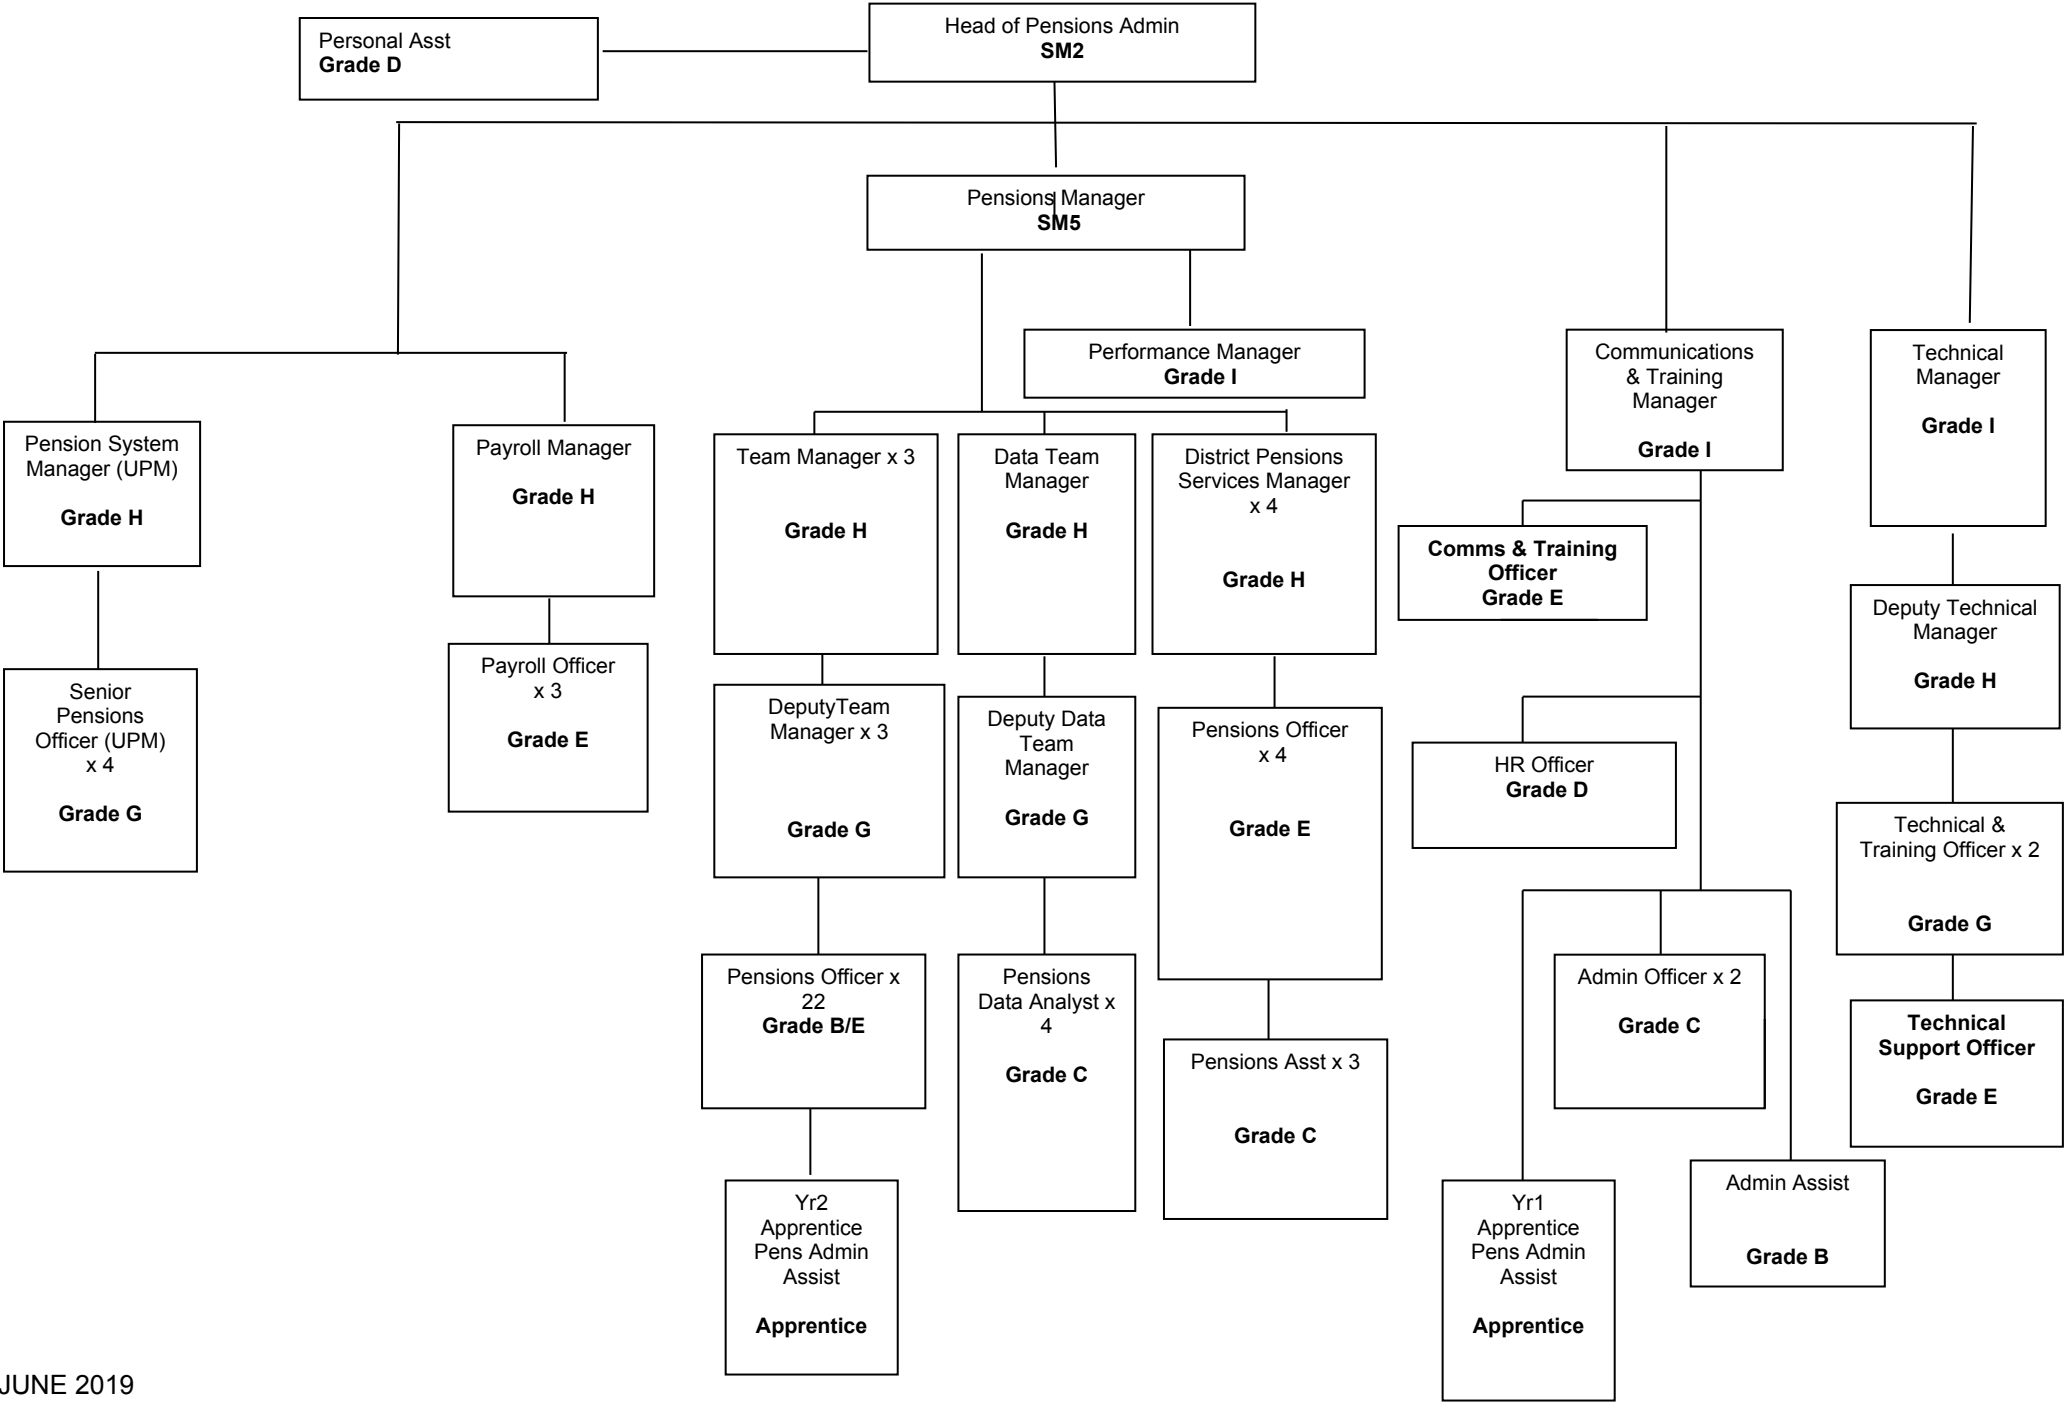 Personal Asst
Grade D
Head of Pensions Admin
SM2
Pensions Manager
SM5
Performance Manager
Grade I
Communications
& Training
Manager
Grade I
Technical
Manager
Grade I
Pension System
Manager (UPM)
Grade H
Payroll Manager
Grade H
Team Manager x 3
Grade H
Data Team
Manager
Grade H
District Pensions
Services Manager
x 4
Grade H
Comms & Training
Officer
Grade E
Deputy Technical
Manager
Grade H
Senior
Pensions
Officer (UPM)
x 4
Grade G
Payroll Officer
x 3
Grade E
DeputyTeam
Manager x 3
Grade G
Deputy Data
Team
Manager
Grade G
Pensions Officer
x 4
Grade E
HR Officer
Grade D
Technical &
Training Officer x 2
Grade G
Pensions Officer x
22
Grade B/E
Pensions
Data Analyst x
4
Grade C
Pensions Asst x 3
Grade C
Admin Officer x 2
Grade C
Technical
Support Officer
Grade E
Yr2
Apprentice
Pens Admin
Assist
Apprentice
Yr1
Apprentice
Pens Admin
Assist
Apprentice
Admin Assist
Grade B
JUNE 2019